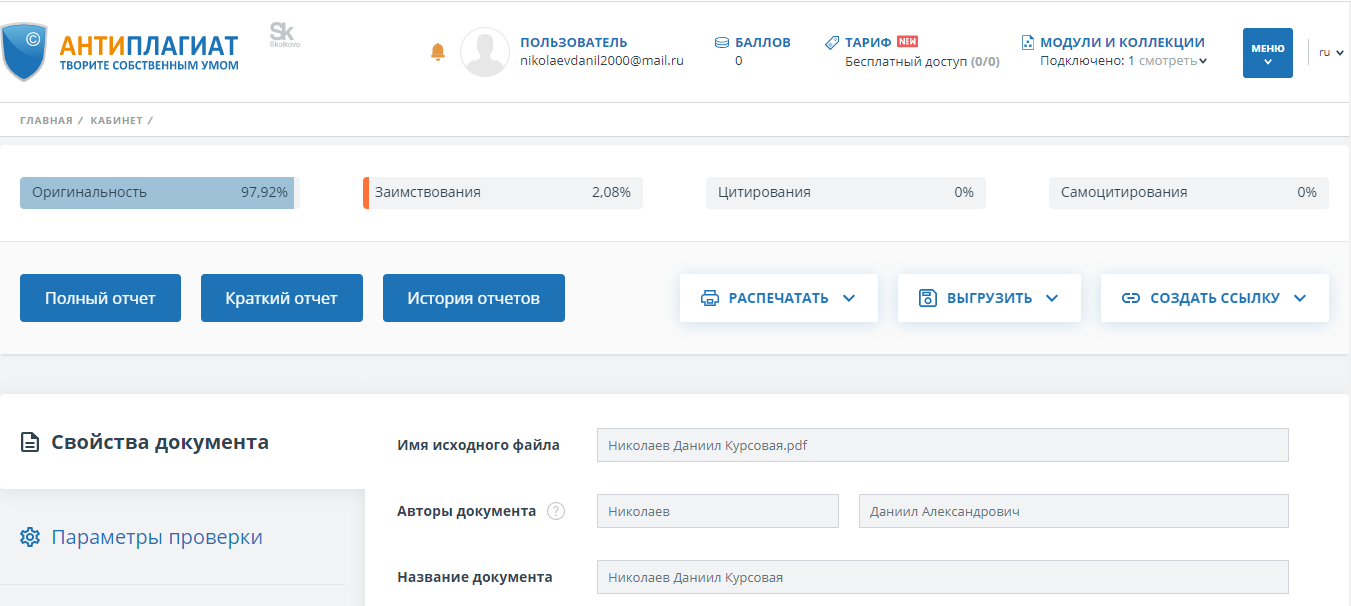 ©
АНТИПЛАГИАТ
ТВОРИТЕ СОБСТВЕННЫМ УМОМ
Sk
Skolkovo
ПОЛЬЗОВАТЕЛЬ
nikolaevdanil2000@mail.ru
БАЛЛОВ
0
ТАРИФ NEW
Бесплатный доступ (0/0)
МОДУЛИ И КОЛЛЕКЦИИ
Подключено: 1 смотреть
МЕНЮ
ru
ГЛАВНАЯ / КАБИНЕТ /
Оригинальность 97,92%
Заимствования 2,08%
Цитирования 0%
Самоцитирования 0%
Полный отчет
Краткий отчет
История отчетов
РАСПЕЧАТАТЬ
ВЫГРУЗИТЬ
СОЗДАТЬ ССЫЛКУ
Свойства документа
Параметры проверки
Имя исходного файла
Николаев Даниил Курсовая.pdf
Авторы документа ?
Николаев
Даниил Александрович
Название документа
Николаев Даниил Курсовая